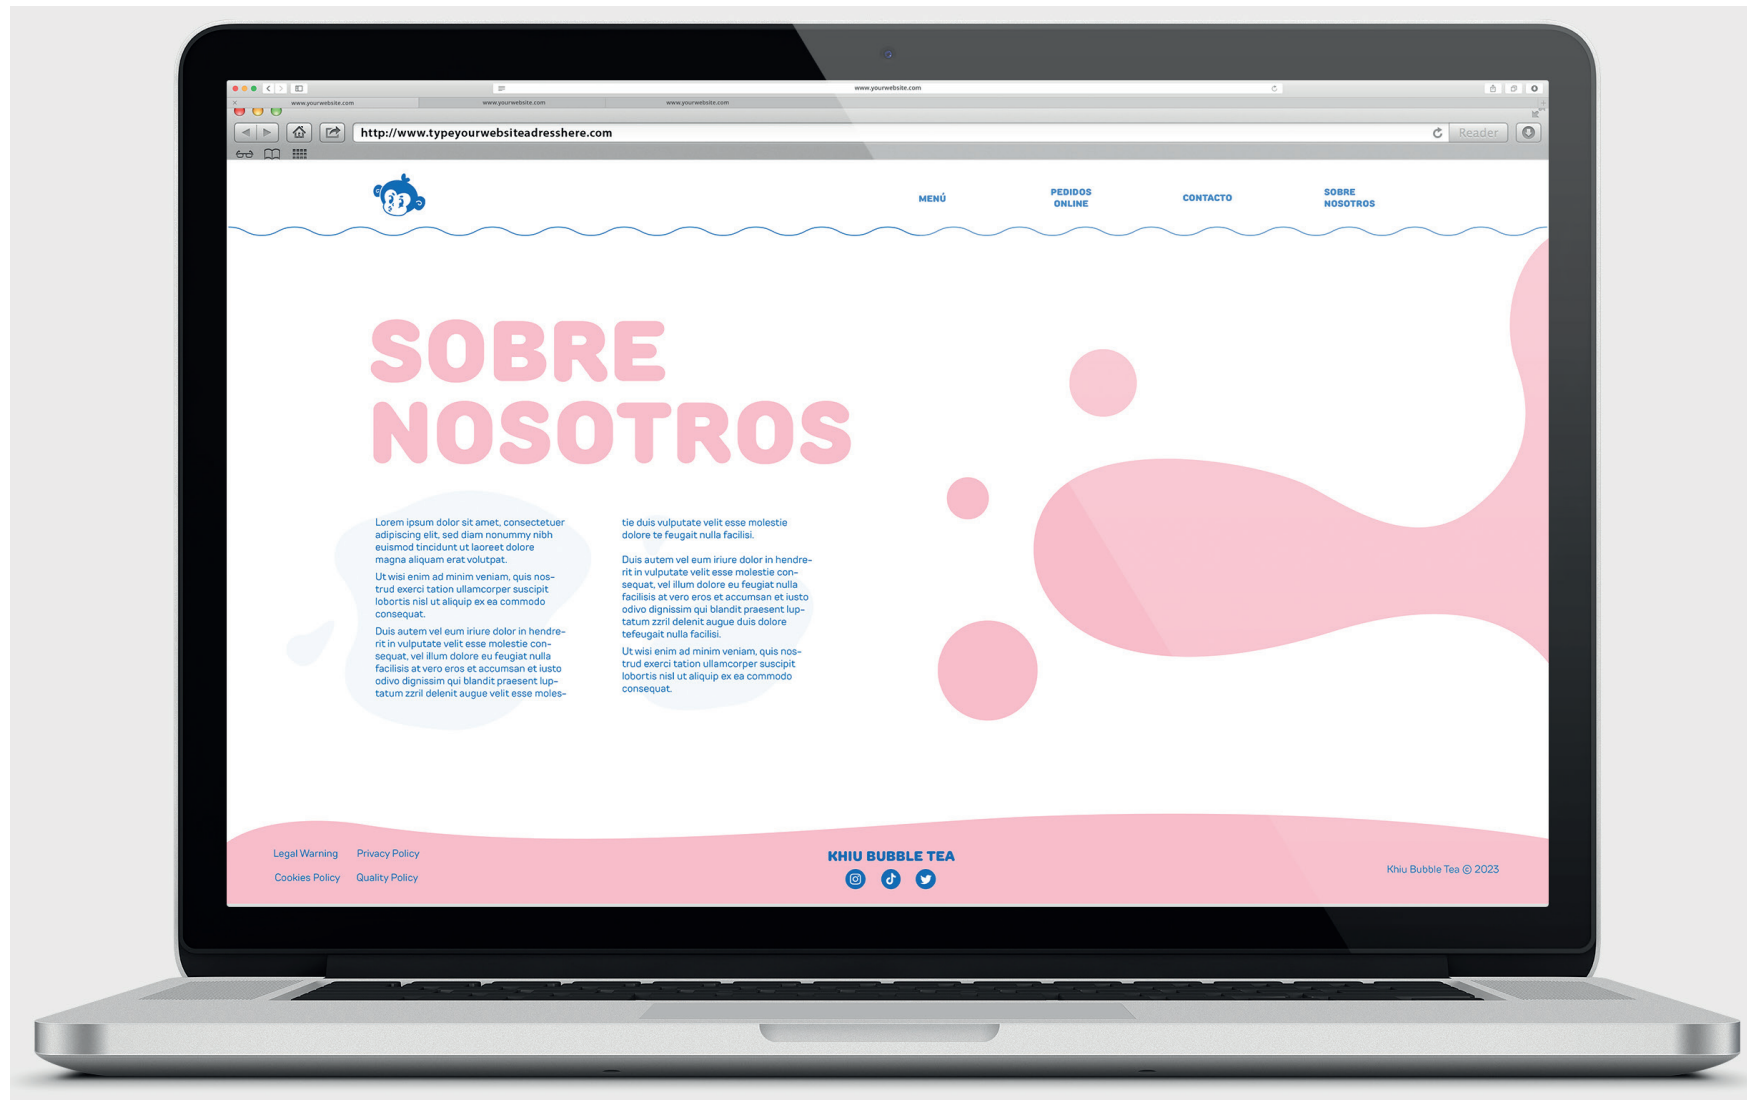 www.yourwebsite.com
www.yourwebsite.com
www.yourwebsite.com
www.yourwebsite.com
http://www.typeyourwebsiteadresshere.com
Reader
MENÚ
PEDIDOS
ONLINE
CONTACTO
SOBRE
NOSOTROS
SOBRE
NOSOTROS
Lorem ipsum dolor sit amet, consectetuer
adipiscing elit, sed diam nonummy nibh
euismod tincidunt ut laoreet dolore
magna aliquam erat volutpat.
Ut wisi enim ad minim veniam, quis nos-
trud exerci tation ullamcorper suscipit
lobortis nisl ut aliquip ex ea commodo
consequat.
Duis autem vel eum iriure dolor in hendre-
rit in vulputate velit esse molestie con-
sequat, vel illum dolore eu feugiat nulla
facilisis at vero eros et accumsan et iusto
odivo dignissim qui blandit praesent lup-
tatum zzril delenit augue velit esse moles-
tie duis vulputate velit esse molestie
dolore te feugait nulla facilisi.
Duis autem vel eum iriure dolor in hendre-
rit in vulputate velit esse molestie con-
sequat, vel illum dolore eu feugiat nulla
facilisis at vero eros et accumsan et iusto
odivo dignissim qui blandit praesent lup-
tatum zzril delenit augue duis dolore
tefeugait nulla facilisi.
Ut wisi enim ad minim veniam, quis nos-
trud exerci tation ullamcorper suscipit
lobortis nisl ut aliquip ex ea commodo
consequat.
Legal Warning
Privacy Policy
Cookies Policy
Quality Policy
KHIU BUBBLE TEA
Khiu Bubble Tea © 2023